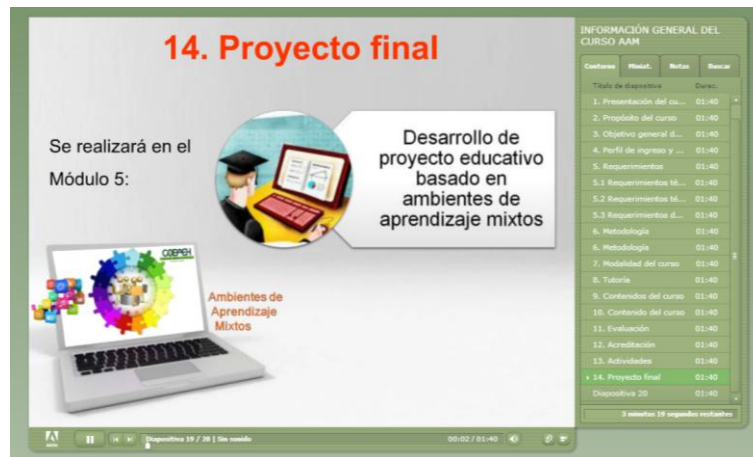 14. Proyecto final
Se realizará en el
Módulo 5:
Desarrollo de
proyecto educativo
basado en
ambientes de
aprendizaje mixtos
COEPEH
Ambientes de
Aprendizaje
Mixtos
INFORMACIÓN GENERAL DEL
CURSO AAM
Contorno Miniat. Notas Buscar
Título de diapositiva Durac.
1. Presentación del cu... 01:40
2. Propósito del curso 01:40
3. Objetivo general d... 01:40
4. Perfil de ingreso y ... 01:40
5. Requerimientos 01:40
5.1 Requerimientos té... 01:40
5.2 Requerimientos té... 01:40
5.3 Requerimientos d... 01:40
6. Metodología 01:40
6. Metodología 01:40
7. Modalidad del curso 01:40
8. Tutoría 01:40
9. Contenidos del curso 01:40
10. Contenido del curso 01:40
11. Evaluación 01:40
12. Acreditación 01:40
13. Actividades 01:40
14. Proyecto final 01:40
Diapositiva 20 01:40
3 minutos 19 segundos restantes
Diapositiva 19 / 20 | Sin sonido
00:02 / 01:40